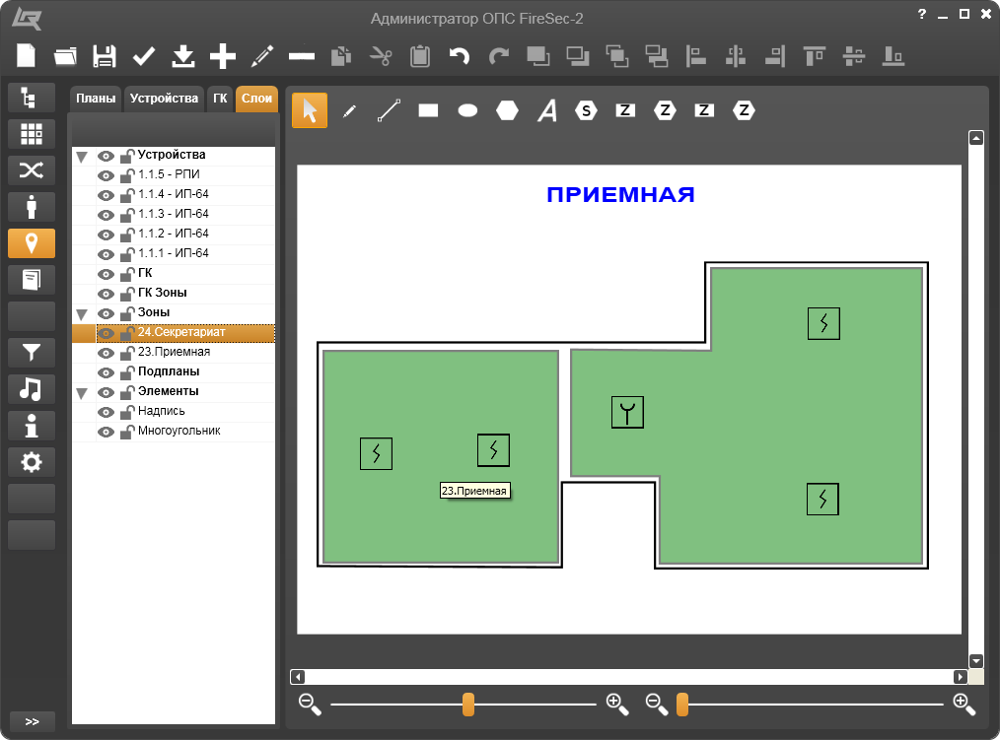 Администратор ОПС FireSec-2
?
Планы Устройства ГК Слои
A S Z Z Z Z
Устройства
1.1.5 - РПИ
1.1.4 - ИП-64
1.1.3 - ИП-64
1.1.2 - ИП-64
1.1.1 - ИП-64
ГК
ГК Зоны
Зоны
24.Секретариат
23.Приемная
Подпланы
Элементы
Надпись
Многоугольник
ПРИЕМНАЯ
23.Приемная
>>